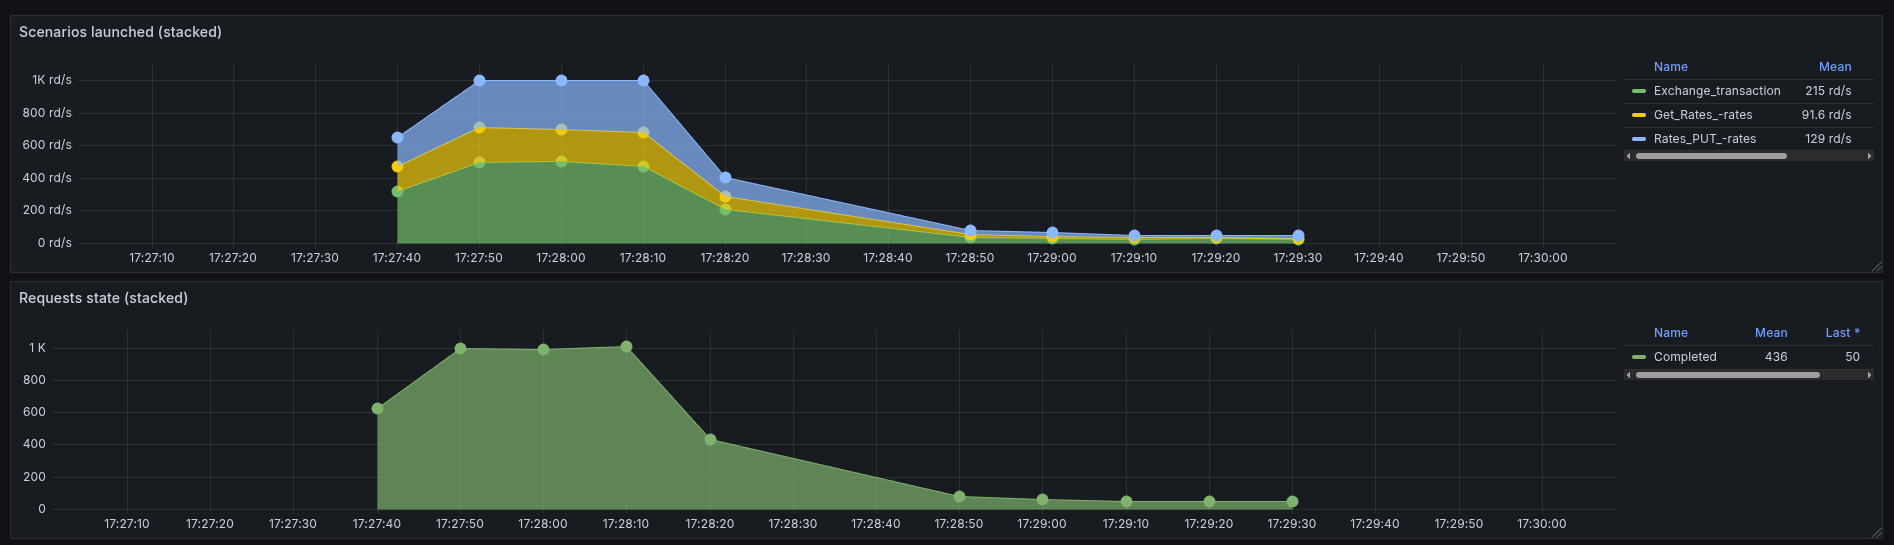 Scenarios launched (stacked)
1K rd/s
800 rd/s
600 rd/s
400 rd/s
200 rd/s
0 rd/s
17:27:10 17:27:20 17:27:30 17:27:40 17:27:50 17:28:00 17:28:10 17:28:20 17:28:30 17:28:40 17:28:50 17:29:00 17:29:10 17:29:20 17:29:30 17:29:40 17:29:50 17:30:00
Name Mean
Exchange_transaction 215 rd/s
Get_Rates_-rates 91.6 rd/s
Rates_PUT_-rates 129 rd/s
Requests state (stacked)
1 K
800
600
400
200
0
17:27:10 17:27:20 17:27:30 17:27:40 17:27:50 17:28:00 17:28:10 17:28:20 17:28:30 17:28:40 17:28:50 17:29:00 17:29:10 17:29:20 17:29:30 17:29:40 17:29:50 17:30:00
Name Mean Last *
Completed 436 50